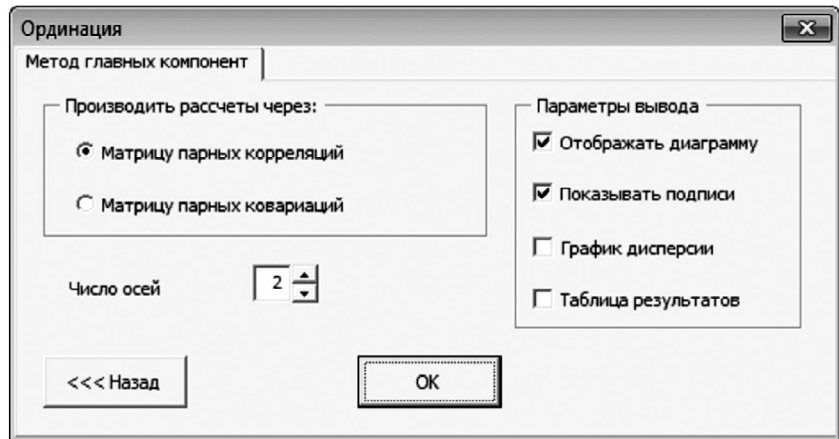 Ординация
Метод главных компонент
Производить рассчеты через:
Матрицу парных корреляций
Матрицу парных ковариаций
Число осей
2
Параметры вывода
Отображать диаграмму
Показывать подписи
График дисперсии
Таблица результатов
<<< Назад
OK